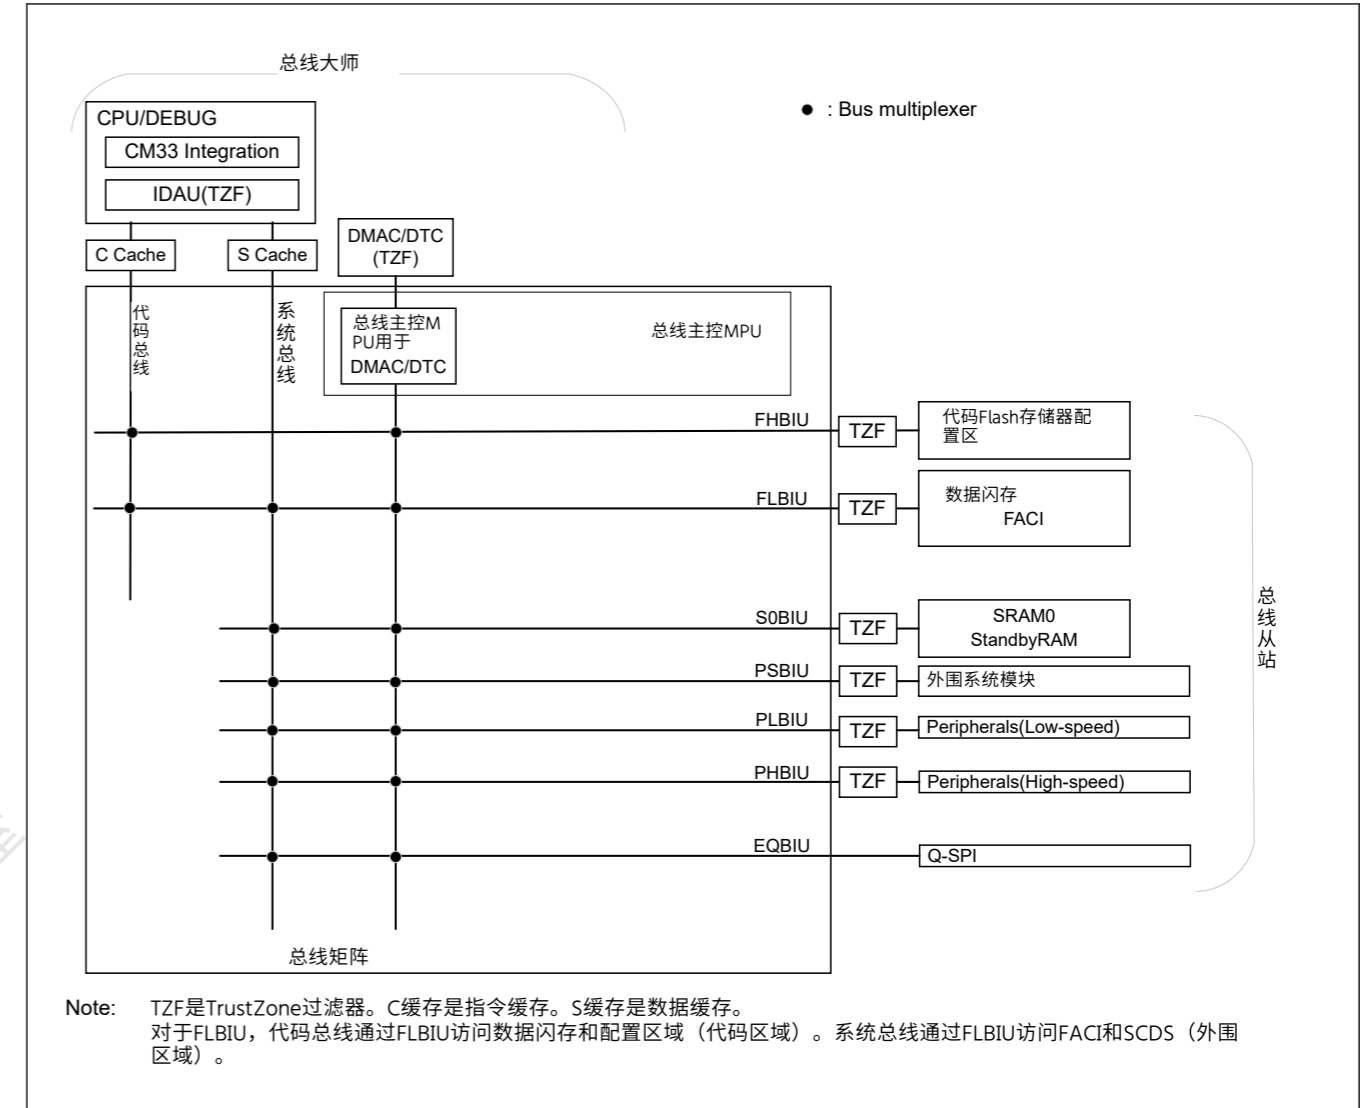 总线大师
CPU/DEBUG
CM33 Integration
IDAU(TZF)
● : Bus multiplexer
C Cache
S Cache
DMAC/DTC
(TZF)
代码总线
系统总线
总线主控M
PU用于
DMAC/DTC
总线主控MPU
FHBIU
TZF
代码Flash存储器配
置区
FLBIU
TZF
数据闪存
FACI
S0BIU
TZF
SRAM0
StandbyRAM
PSBIU
TZF
外围系统模块
PLBIU
TZF
Peripherals(Low-speed)
PHBIU
TZF
Peripherals(High-speed)
EQBIU
Q-SPI
总线从站
总线矩阵
Note: TZF是TrustZone过滤器。C缓存是指令缓存。S缓存是数据缓存。
对于FLBIU，代码总线通过FLBIU访问数据闪存和配置区域（代码区域）。系统总线通过FLBIU访问FACI和SCDS（外围
区域）。